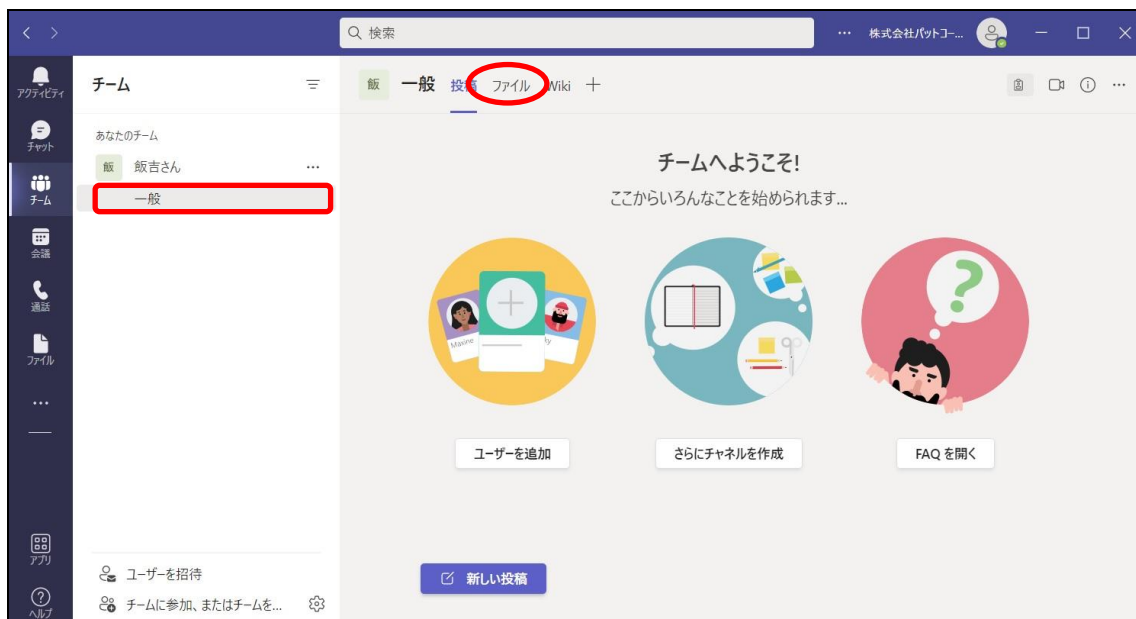 検索
… 株式会社パットコー…
アクティビティ
チャット
チーム
会議
通話
ファイル
…
アプリ
ヘルプ
チーム
あなたのチーム
飯 飯吉さん …
一般
ユーザーを招待
チームに参加、またはチームを…
飯 一般 投稿 ファイル Wiki
チームへようこそ!
ここからいろんなことを始められます...
Maxine
ユーザーを追加
さらにチャネルを作成
FAQ を開く
新しい投稿